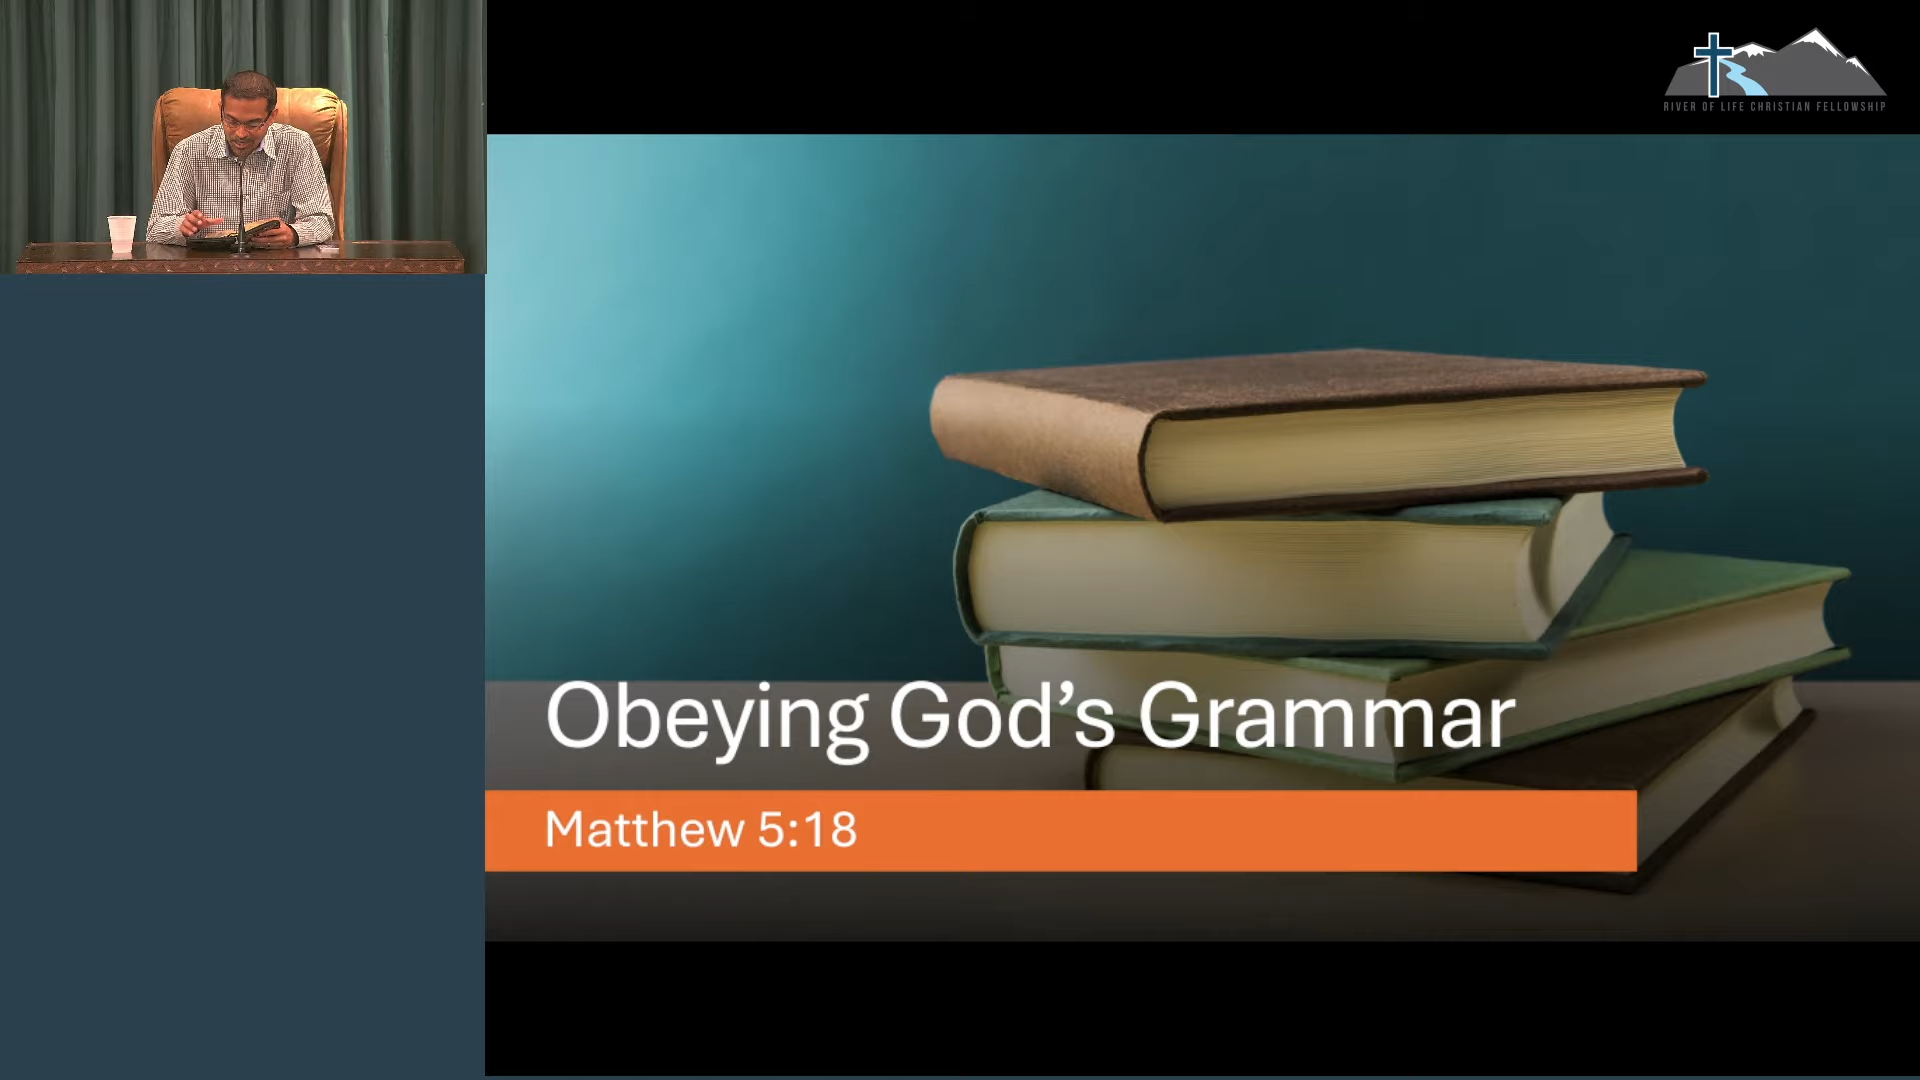 RIVER OF LIFE CHRISTIAN FELLOWSHIP
Obeying God’s Grammar
Matthew 5:18